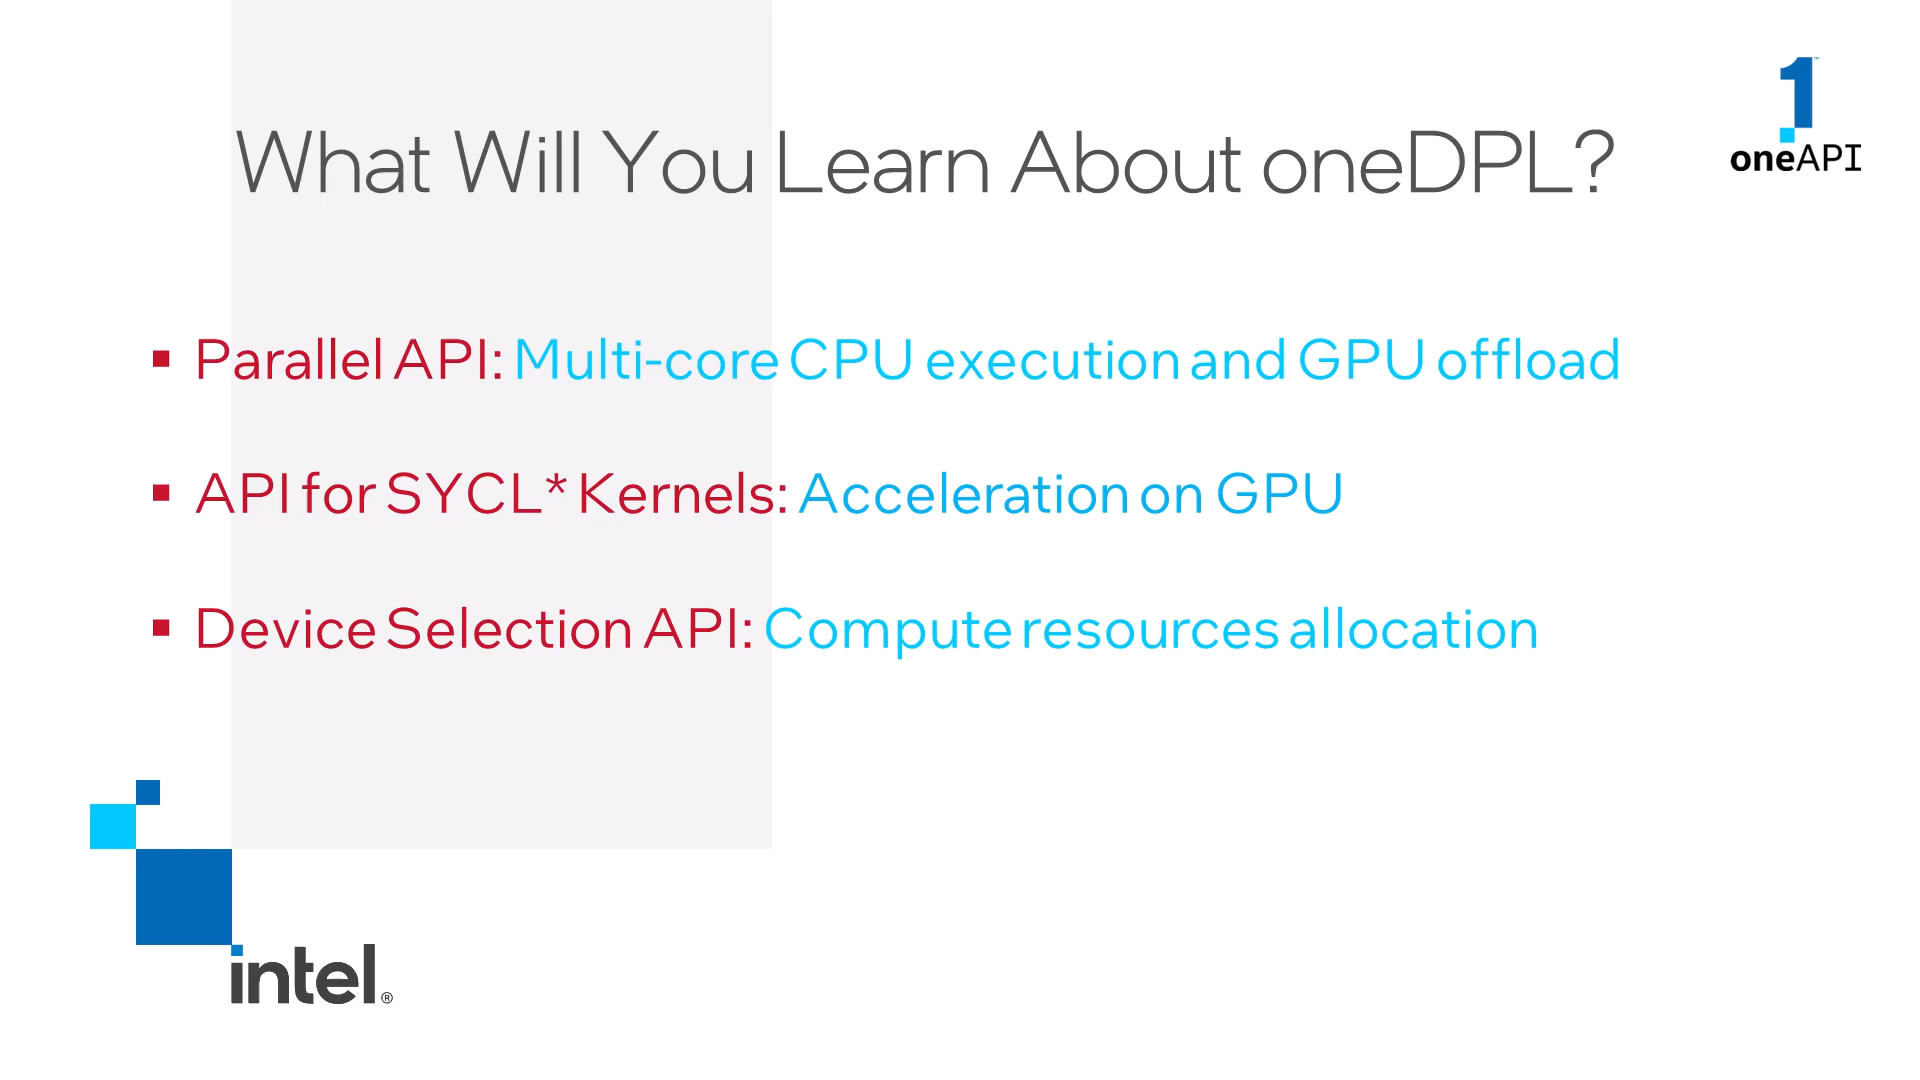 1™
oneAPI
What Will You Learn About oneDPL?
▪ Parallel API: Multi-core CPU execution and GPU offload
▪ API for SYCL* Kernels: Acceleration on GPU
▪ Device Selection API: Compute resources allocation
intel®